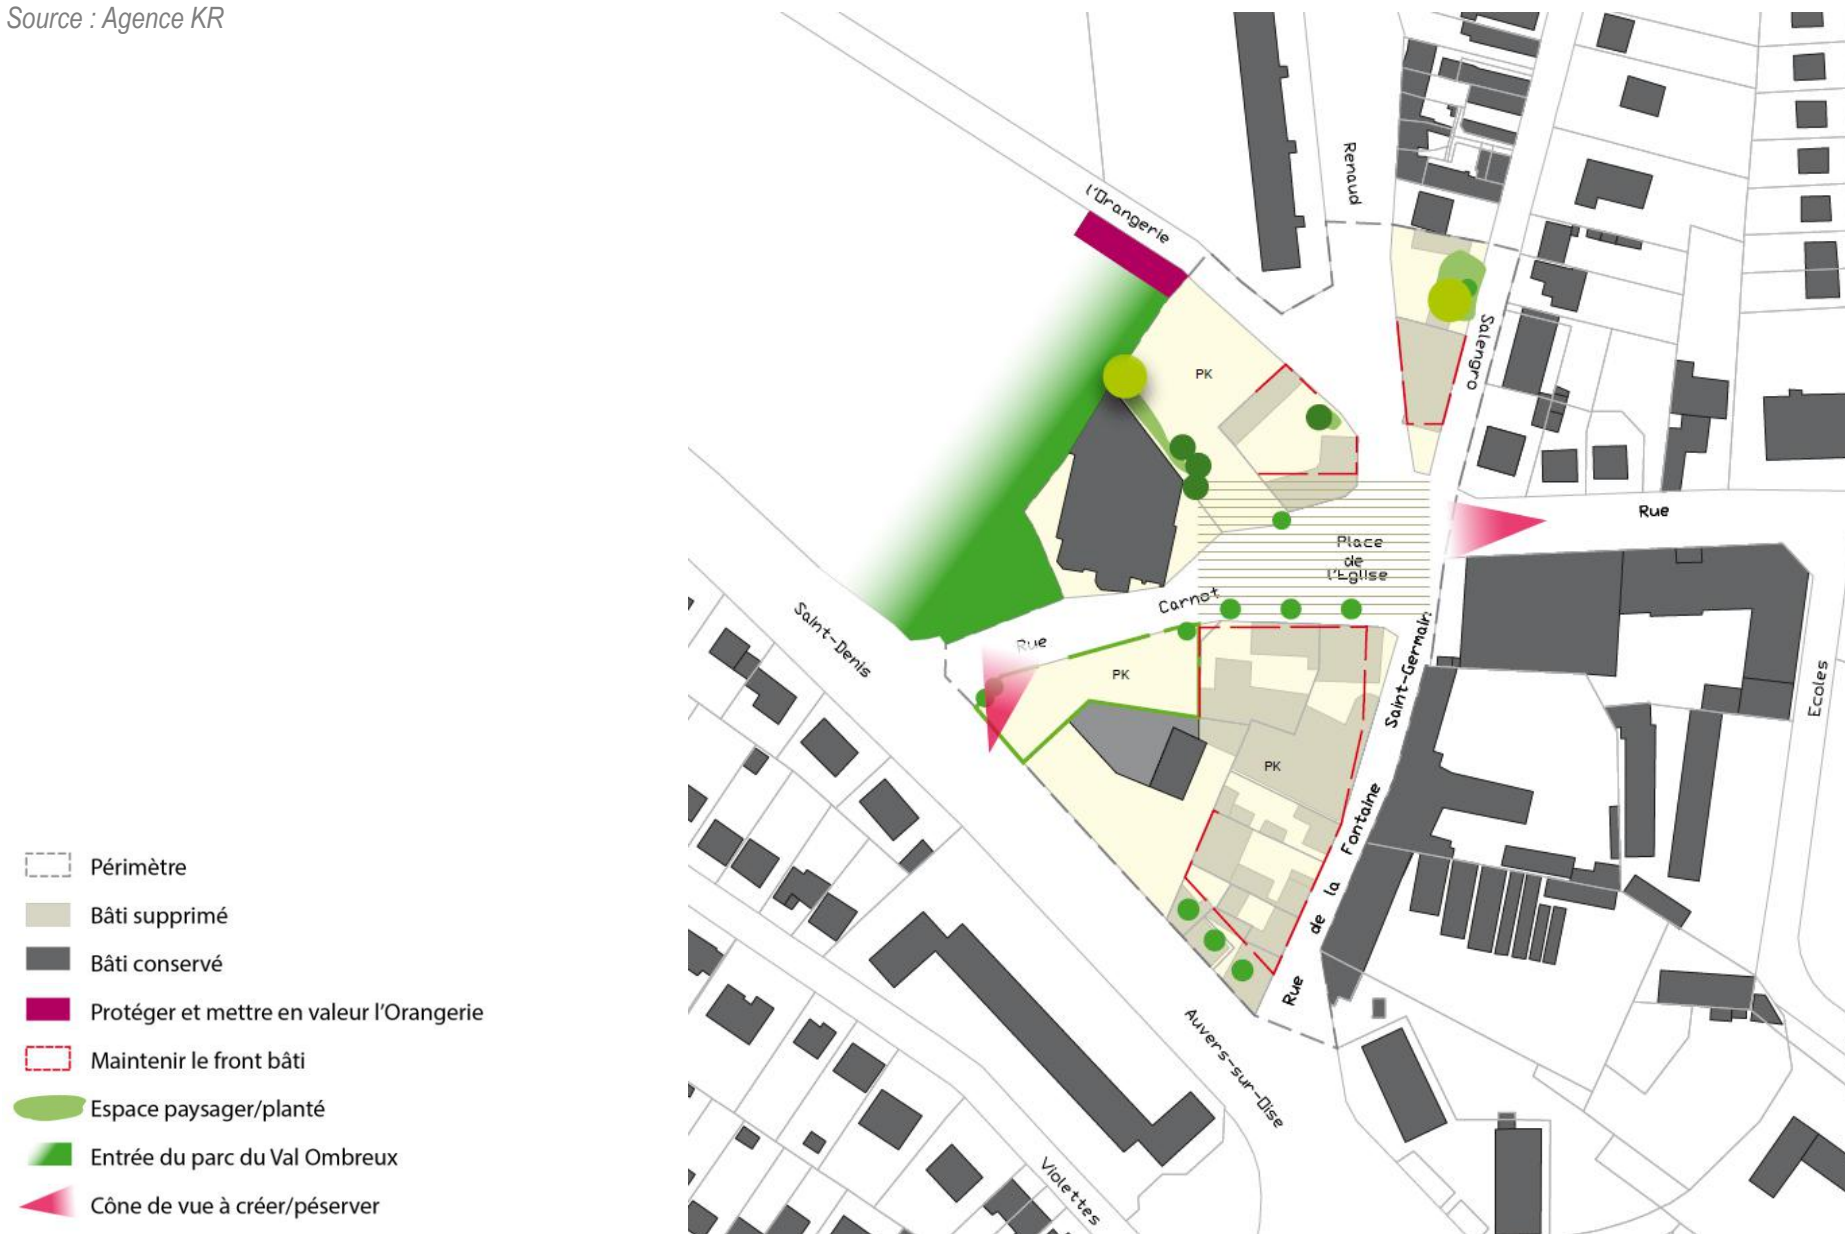 Source : Agence KR
l'Orangerie
Renaud
Salengro
PK
Rue
Place
de
l'Eglise
Carnot
Rue
Saint-Denis
PK
Saint-Germain
Ecoles
PK
Rue de la Fontaine
Auvers-sur-Oise
Violettes
Périmètre
Bâti supprimé
Bâti conservé
Protéger et mettre en valeur l'Orangerie
Maintenir le front bâti
Espace paysager/planté
Entrée du parc du Val Ombreux
Cône de vue à créer/péserver